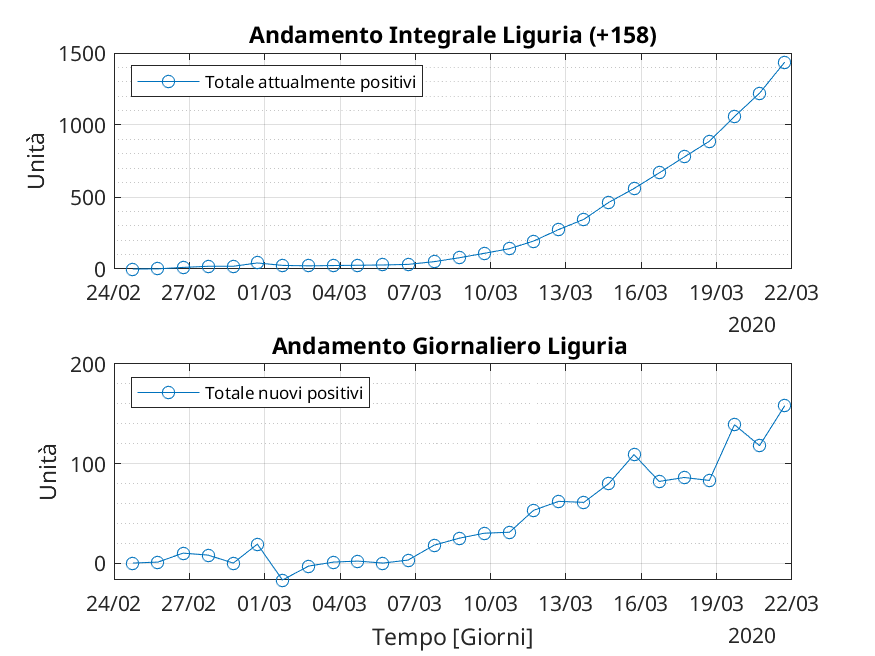 Andamento Integrale Liguria (+158)
1500
1000
500
0
Unità
Totale attualmente positivi
24/02 27/02 01/03 04/03 07/03 10/03 13/03 16/03 19/03 22/03
2020
Andamento Giornaliero Liguria
200
100
0
Unità
Totale nuovi positivi
24/02 27/02 01/03 04/03 07/03 10/03 13/03 16/03 19/03 22/03
Tempo [Giorni]
2020